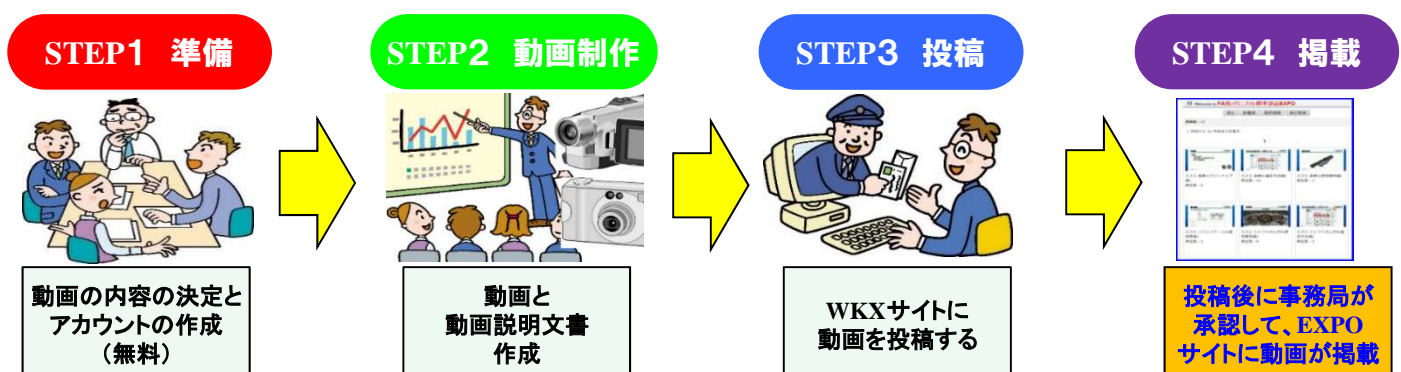 STEP1 準備
STEP2 動画制作
STEP3 投稿
STEP4 掲載
動画の内容の決定と
アカウントの作成
（無料）
動画と
動画説明文書
作成
WKXサイトに
動画を投稿する
投稿後に事務局が
承認して、EXPO
サイトに動画が掲載